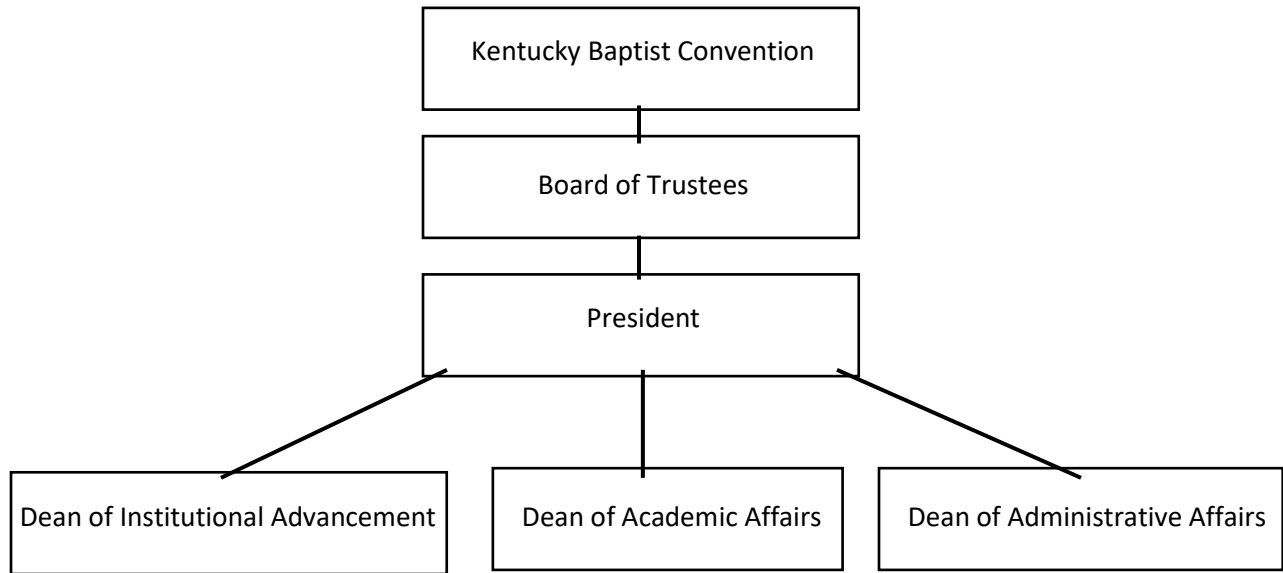 Kentucky Baptist Convention
Board of Trustees
President
Dean of Institutional Advancement
Dean of Academic Affairs
Dean of Administrative Affairs